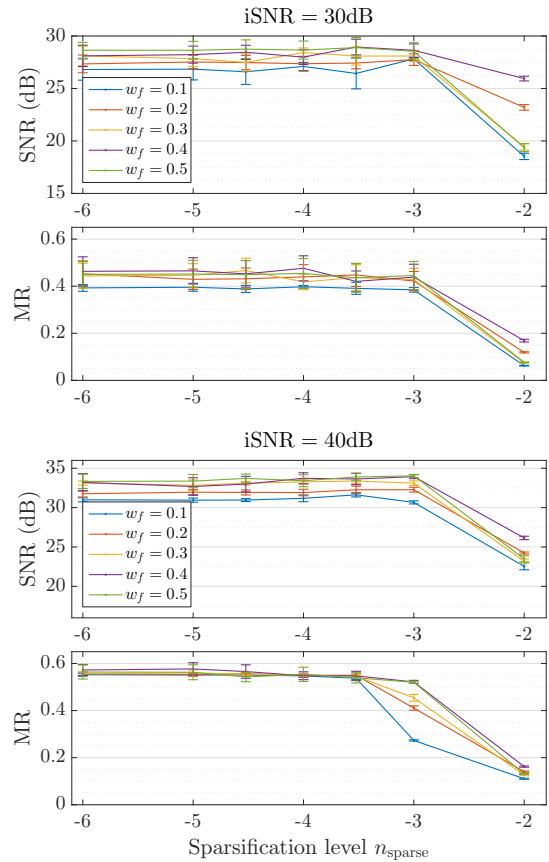 iSNR = 30dB
30
25
20
15
SNR (dB)
w_f = 0.1
w_f = 0.2
w_f = 0.3
w_f = 0.4
w_f = 0.5
-6 -5 -4 -3 -2
0.6
0.4
0.2
0
MR
-6 -5 -4 -3 -2
iSNR = 40dB
35
30
25
20
SNR (dB)
w_f = 0.1
w_f = 0.2
w_f = 0.3
w_f = 0.4
w_f = 0.5
-6 -5 -4 -3 -2
0.6
0.4
0.2
0
MR
-6 -5 -4 -3 -2
Sparsification level n_sparse